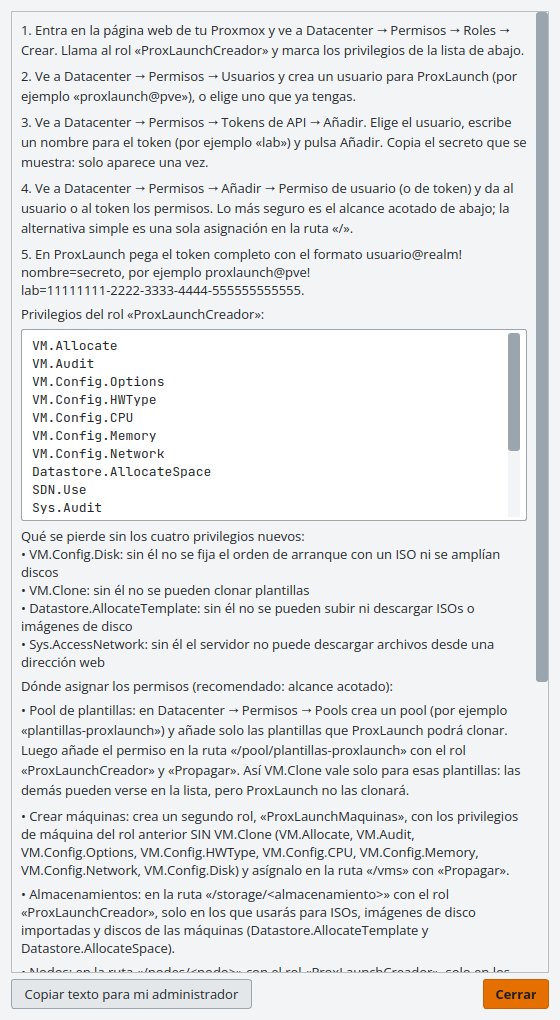 1. Entra en la página web de tu Proxmox y ve a Datacenter → Permisos → Roles →
Crear. Llama al rol «ProxLaunchCreador» y marca los privilegios de la lista de abajo.
2. Ve a Datacenter → Permisos → Usuarios y crea un usuario para ProxLaunch (por
ejemplo «proxlaunch@pve»), o elige uno que ya tengas.
3. Ve a Datacenter → Permisos → Tokens de API → Añadir. Elige el usuario, escribe
un nombre para el token (por ejemplo «lab») y pulsa Añadir. Copia el secreto que se
muestra: solo aparece una vez.
4. Ve a Datacenter → Permisos → Añadir → Permiso de usuario (o de token) y da al
usuario o al token los permisos. Lo más seguro es el alcance acotado de abajo; la
alternativa simple es una sola asignación en la ruta «/».
5. En ProxLaunch pega el token completo con el formato usuario@realm!
nombre=secreto, por ejemplo proxlaunch@pve!
lab=11111111-2222-3333-4444-555555555555.
Privilegios del rol «ProxLaunchCreador»:
VM.Allocate
VM.Audit
VM.Config.Options
VM.Config.HWType
VM.Config.CPU
VM.Config.Memory
VM.Config.Network
Datastore.AllocateSpace
SDN.Use
Sys.Audit
Qué se pierde sin los cuatro privilegios nuevos:
• VM.Config.Disk: sin él no se fija el orden de arranque con un ISO ni se amplían
discos
• VM.Clone: sin él no se pueden clonar plantillas
• Datastore.AllocateTemplate: sin él no se pueden subir ni descargar ISOs o
imágenes de disco
• Sys.AccessNetwork: sin él el servidor no puede descargar archivos desde una
dirección web
Dónde asignar los permisos (recomendado: alcance acotado):
• Pool de plantillas: en Datacenter → Permisos → Pools crea un pool (por ejemplo
«plantillas-proxlaunch») y añade solo las plantillas que ProxLaunch podrá clonar.
Luego añade el permiso en la ruta «/pool/plantillas-proxlaunch» con el rol
«ProxLaunchCreador» y «Propagar». Así VM.Clone vale solo para esas plantillas: las
demás pueden verse en la lista, pero ProxLaunch no las clonará.
• Crear máquinas: crea un segundo rol, «ProxLaunchMaquinas», con los privilegios
de máquina del rol anterior SIN VM.Clone (VM.Allocate, VM.Audit,
VM.Config.Options, VM.Config.HWType, VM.Config.CPU, VM.Config.Memory,
VM.Config.Network, VM.Config.Disk) y asígnalo en la ruta «/vms» con «Propagar».
• Almacenamientos: en la ruta «/storage/<almacenamiento>» con el rol
«ProxLaunchCreador», solo en los que usarás para ISOs, imágenes de disco
importadas y discos de las máquinas (Datastore.AllocateTemplate y
Datastore.AllocateSpace).
• Nodos: en la ruta «/nodes/<nodo>» con el rol «ProxLaunchCreador», solo en los
Copiar texto para mi administrador
Cerrar